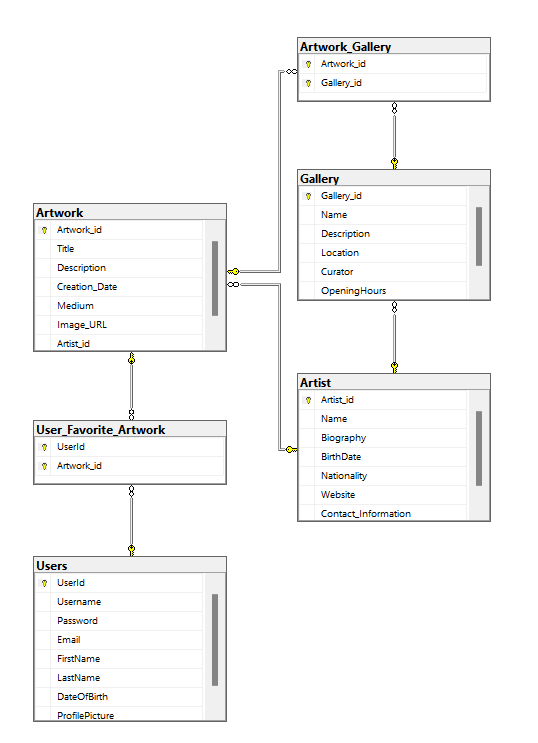 Artwork_Gallery
Artwork_id
Gallery_id
Gallery
Gallery_id
Name
Description
Location
Curator
OpeningHours
Artwork
Artwork_id
Title
Description
Creation_Date
Medium
Image_URL
Artist_id
Artist
Artist_id
Name
Biography
BirthDate
Nationality
Website
Contact_Information
User_Favorite_Artwork
UserId
Artwork_id
Users
UserId
Username
Password
Email
FirstName
LastName
DateOfBirth
ProfilePicture